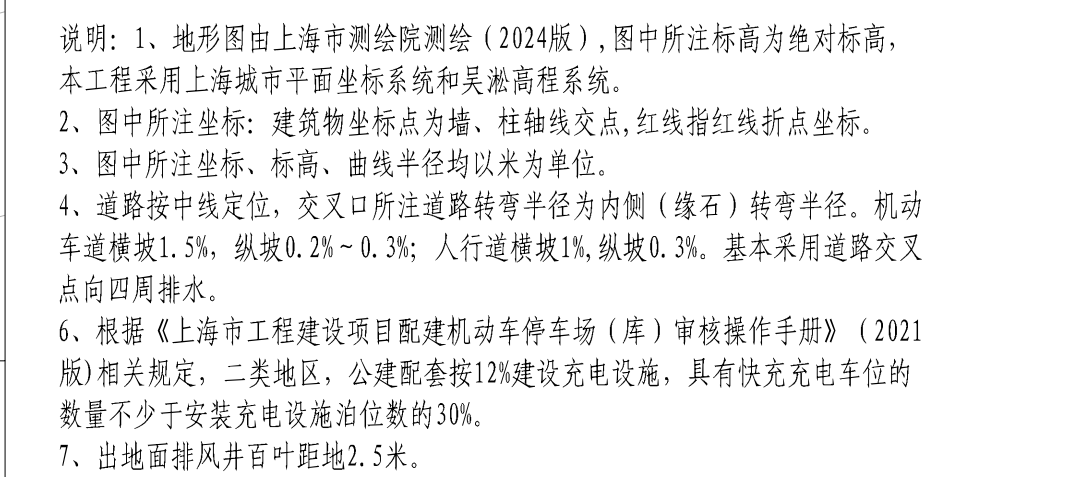 说明：1、地形图由上海市测绘院测绘（2024版）,图中所注标高为绝对标高，
本工程采用上海城市平面坐标系统和吴淞高程系统。
2、图中所注坐标：建筑物坐标点为墙、柱轴线交点,红线指红线折点坐标。
3、图中所注坐标、标高、曲线半径均以米为单位。
4、道路按中线定位，交叉口所注道路转弯半径为内侧（缘石）转弯半径。机动
车道横坡1.5%，纵坡0.2%～0.3%；人行道横坡1%,纵坡0.3%。基本采用道路交叉
点向四周排水。
6、根据《上海市工程建设项目配建机动车停车场（库）审核操作手册》（2021
版)相关规定，二类地区，公建配套按12%建设充电设施，具有快充充电车位的
数量不少于安装充电设施泊位数的30%。
7、出地面排风井百叶距地2.5米。